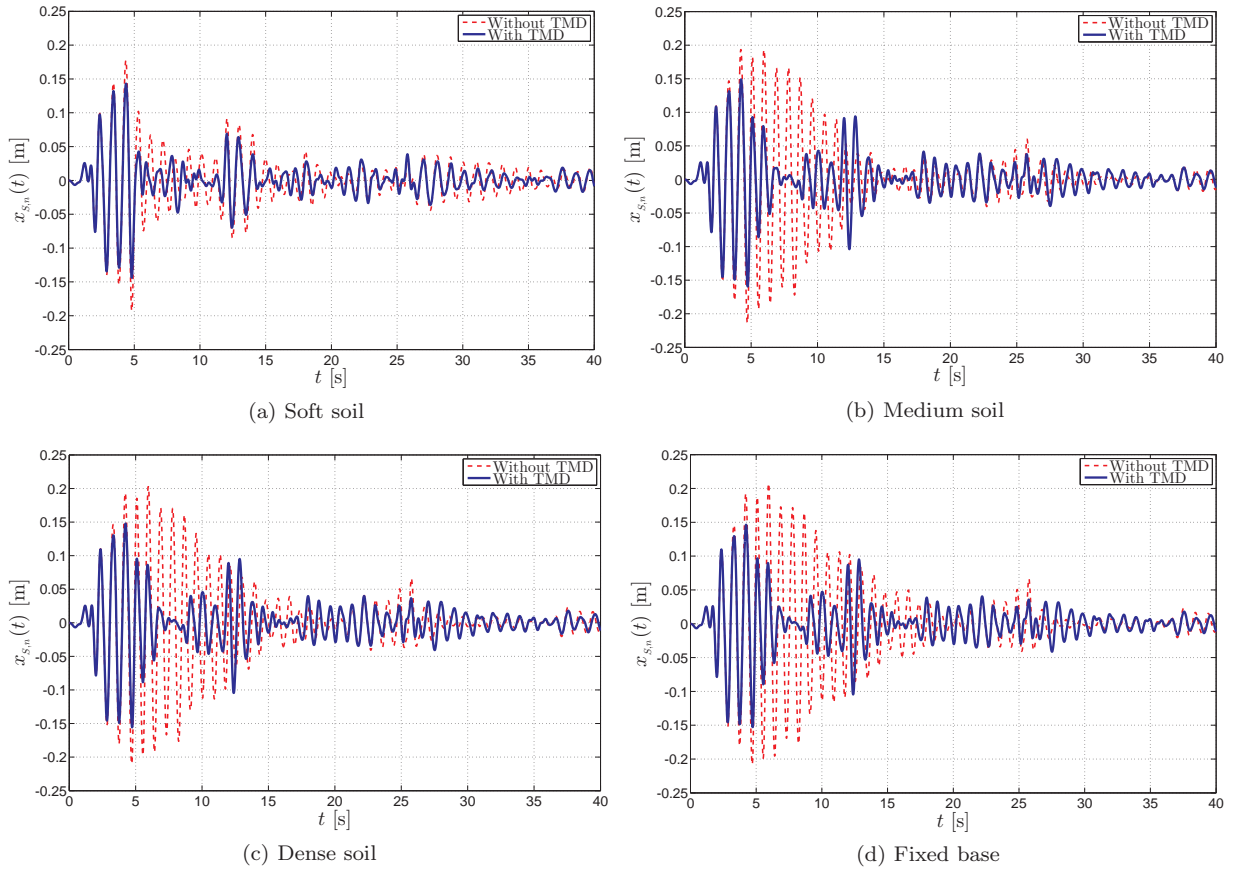 Without TMD
With TMD
0.25
0.2
0.15
0.1
0.05
0
-0.05
-0.1
-0.15
-0.2
-0.25
x_{S,n}(t) [m]
0 5 10 15 20 25 30 35 40
t [s]
(a) Soft soil
Without TMD
With TMD
0.25
0.2
0.15
0.1
0.05
0
-0.05
-0.1
-0.15
-0.2
-0.25
x_{S,n}(t) [m]
0 5 10 15 20 25 30 35 40
t [s]
(b) Medium soil
Without TMD
With TMD
0.25
0.2
0.15
0.1
0.05
0
-0.05
-0.1
-0.15
-0.2
-0.25
x_{S,n}(t) [m]
0 5 10 15 20 25 30 35 40
t [s]
(c) Dense soil
Without TMD
With TMD
0.25
0.2
0.15
0.1
0.05
0
-0.05
-0.1
-0.15
-0.2
-0.25
x_{S,n}(t) [m]
0 5 10 15 20 25 30 35 40
t [s]
(d) Fixed base